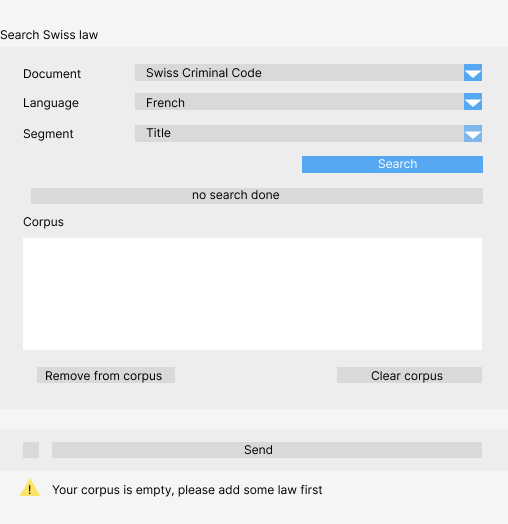 Search Swiss law
Document Swiss Criminal Code
Language French
Segment Title
Search
no search done
Corpus
Remove from corpus Clear corpus
Send
! Your corpus is empty, please add some law first